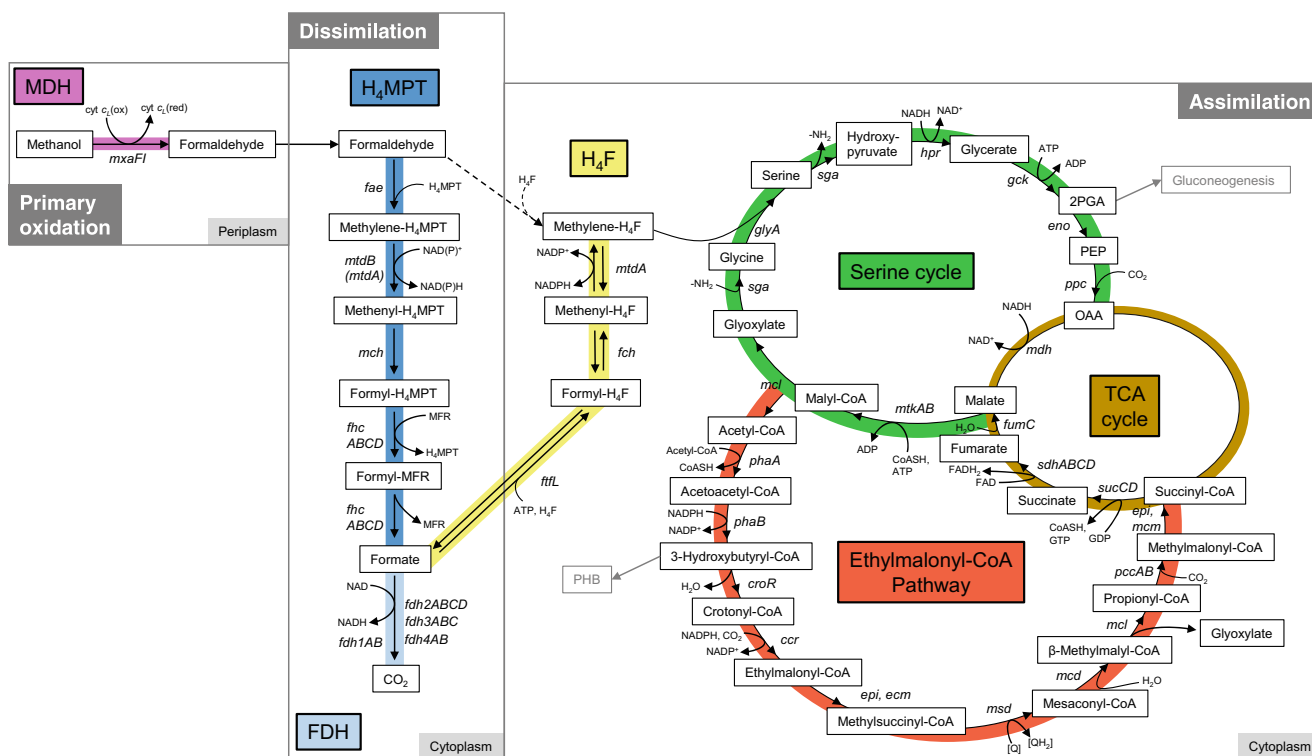 Dissimilation
MDH
H₄MPT
Assimilation
cyt cL(ox)
cyt cL(red)
Methanol
Formaldehyde
mxaFI
Primary
oxidation
Periplasm
Formaldehyde
fae
H₄MPT
Methylene-H₄MPT
mtdB
(mtdA)
NAD(P)⁺
NAD(P)H
Methenyl-H₄MPT
mch
Formyl-H₄MPT
fhc
ABCD
MFR
H₄MPT
Formyl-MFR
fhc
ABCD
MFR
Formate
NAD
NADH
fdh1AB
fdh2ABCD
fdh3ABC
fdh4AB
CO₂
FDH
Cytoplasm
H₄F
H₄F
Methylene-H₄F
NADP⁺
NADPH
mtdA
Methenyl-H₄F
fch
Formyl-H₄F
ftfL
ATP, H₄F
Serine cycle
Serine
-NH₂
sga
Hydroxy-
pyruvate
NADH
NAD⁺
hpr
Glycerate
ATP
ADP
gck
2PGA
Gluconeogenesis
eno
PEP
ppc
CO₂
OAA
glyA
Glycine
-NH₂
sga
Glyoxylate
mcl
Malyl-CoA
mtkAB
ADP
CoASH,
ATP
NADH
NAD⁺
mdh
Malate
TCA
cycle
H₂O
fumC
Fumarate
FADH₂
FAD
sdhABCD
Succinate
sucCD
CoASH,
GTP
GDP
Succinyl-CoA
Acetyl-CoA
Acetyl-CoA
CoASH
phaA
Acetoacetyl-CoA
NADPH
NADP⁺
phaB
3-Hydroxybutyryl-CoA
PHB
H₂O
croR
Crotonyl-CoA
NADPH, CO₂
NADP⁺
ccr
Ethylmalonyl-CoA
epi, ecm
Methylsuccinyl-CoA
msd
[Q]
[QH₂]
Mesaconyl-CoA
mcd
H₂O
β-Methylmalyl-CoA
mcl
Glyoxylate
Propionyl-CoA
pccAB
CO₂
Methylmalonyl-CoA
epi,
mcm
Ethylmalonyl-CoA
Pathway
Cytoplasm